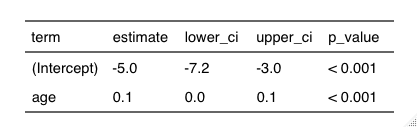 term estimate lower_ci upper_ci p_value
(Intercept) -5.0 -7.2 -3.0 < 0.001
age 0.1 0.0 0.1 < 0.001